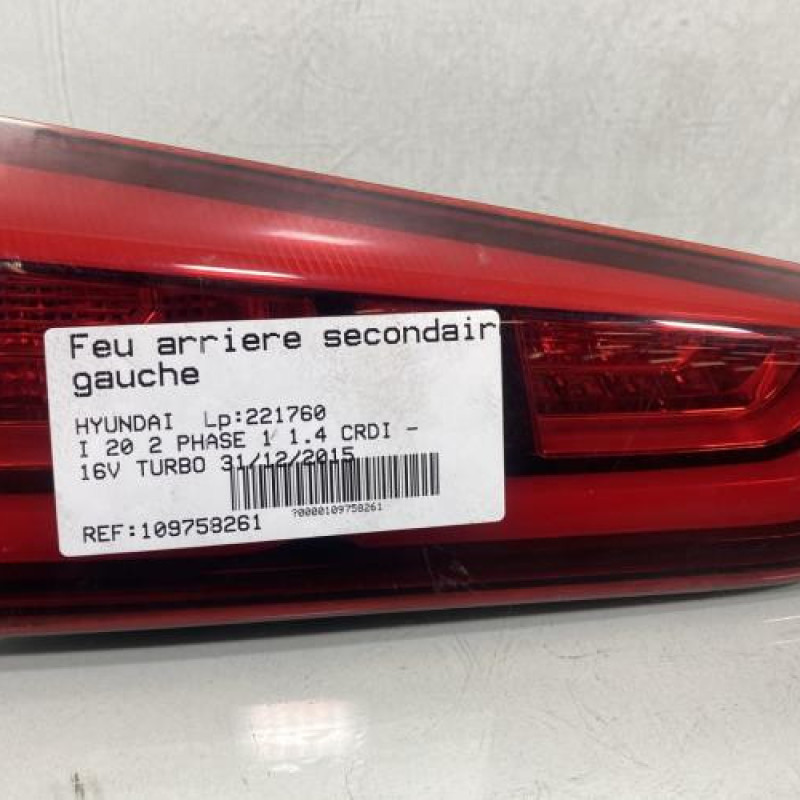 Feu arriere secondair
gauche
HYUNDAI Lp:221760
I 20 2 PHASE 1 1.4 CRDI -
16V TURBO 31/12/2015
?0000109758261
REF:109758261